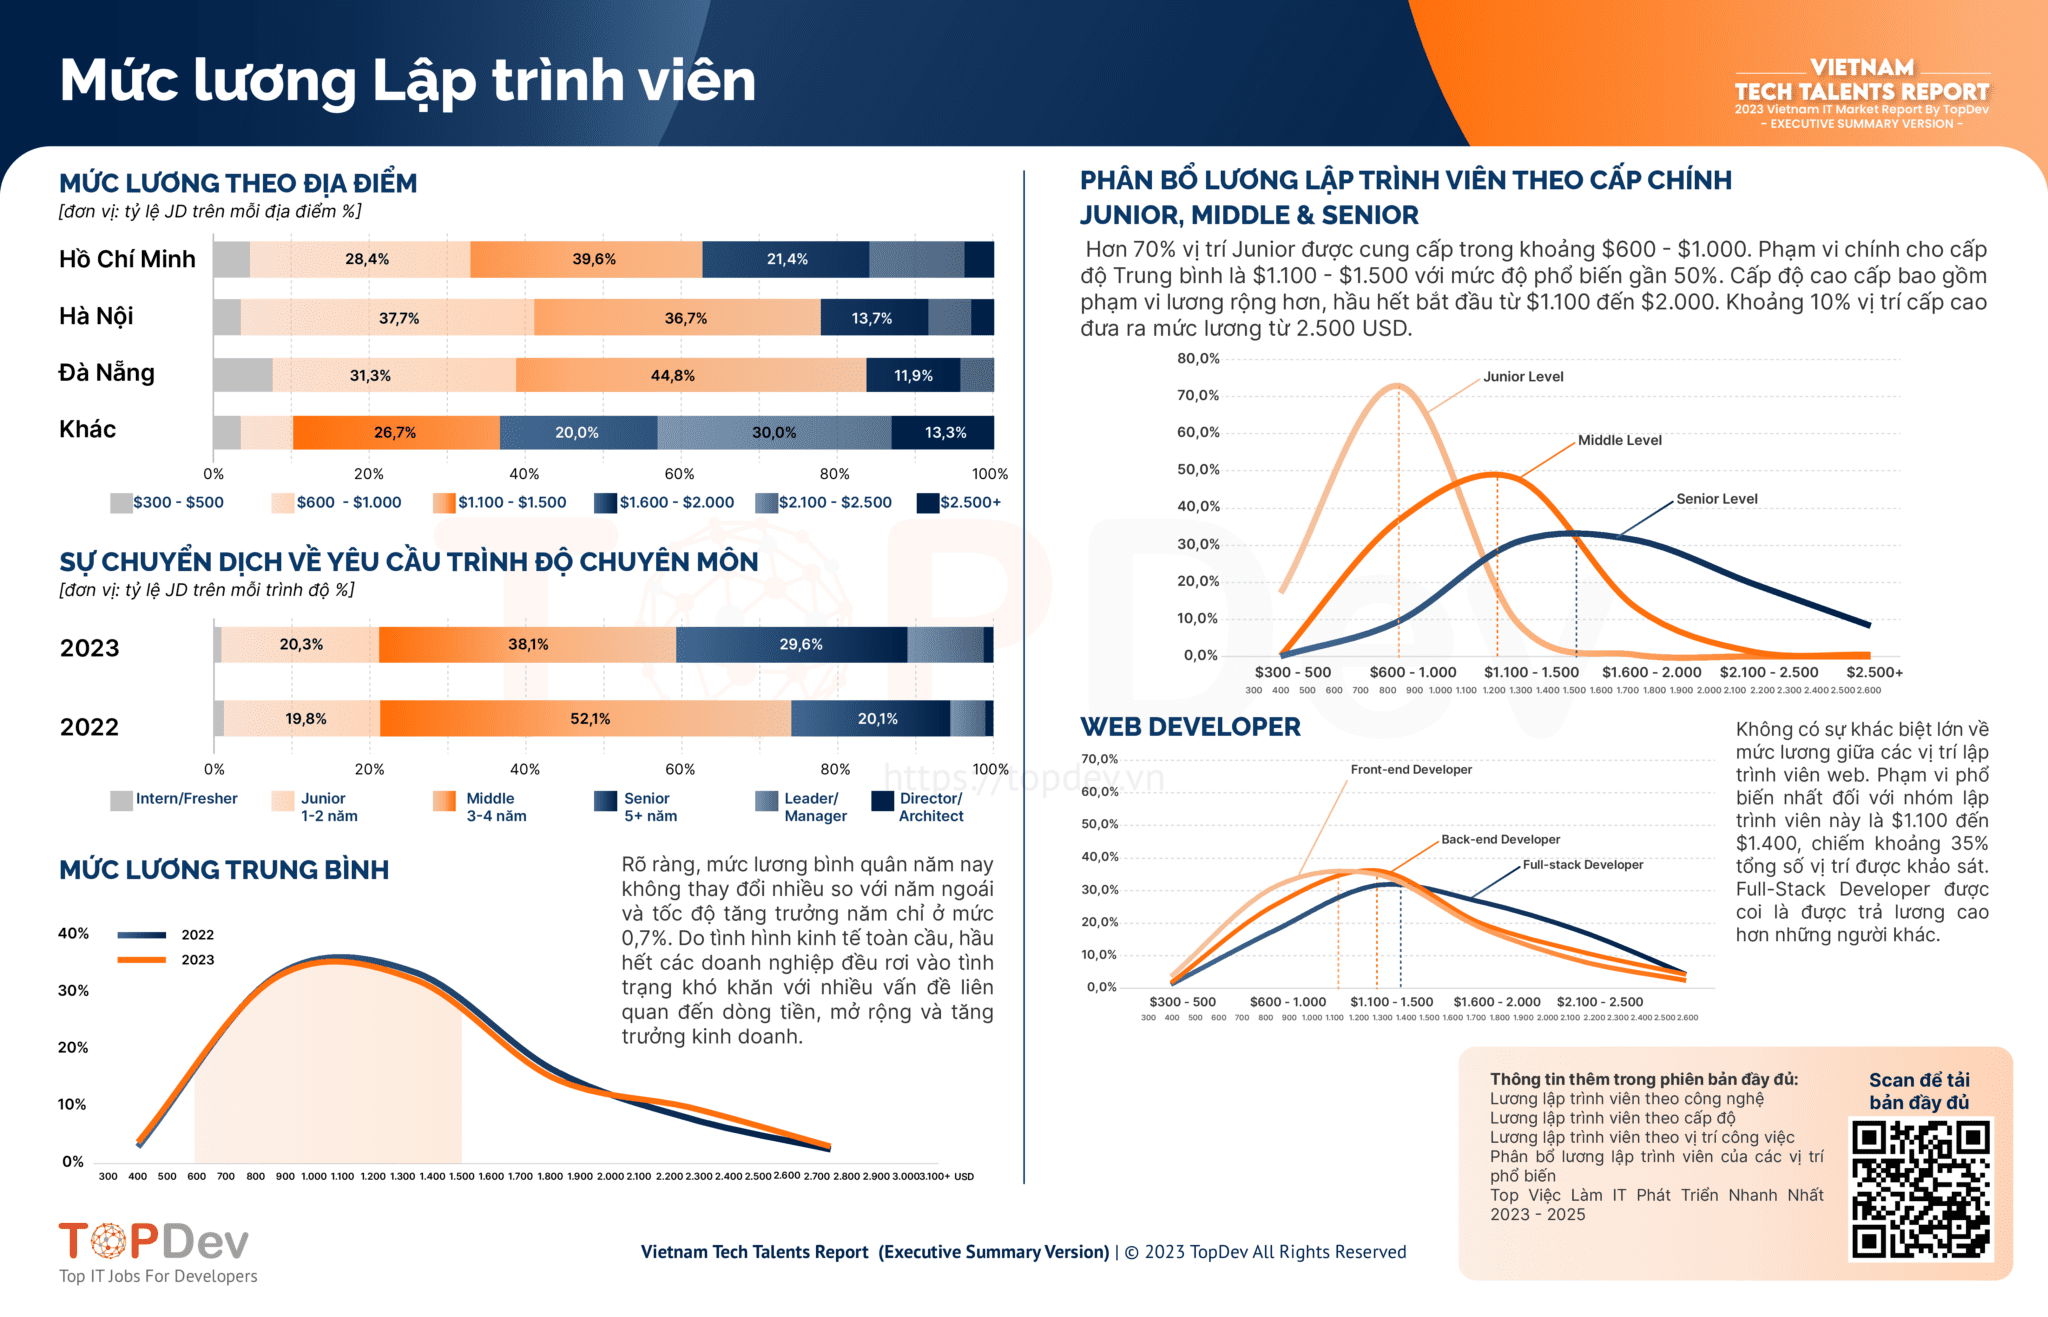 Mức lương Lập trình viên
VIETNAM
TECH TALENTS REPORT
2023 Vietnam IT Market Report By TopDev
- EXECUTIVE SUMMARY VERSION -
MỨC LƯƠNG THEO ĐỊA ĐIỂM
[đơn vị: tỷ lệ JD trên mỗi địa điểm %]
Hồ Chí Minh 28,4% 39,6% 21,4%
Hà Nội 37,7% 36,7% 13,7%
Đà Nẵng 31,3% 44,8% 11,9%
Khác 26,7% 20,0% 30,0% 13,3%
0% 20% 40% 60% 80% 100%
$300 - $500 $600 - $1.000 $1.100 - $1.500 $1.600 - $2.000 $2.100 - $2.500 $2.500+
SỰ CHUYỂN DỊCH VỀ YÊU CẦU TRÌNH ĐỘ CHUYÊN MÔN
[đơn vị: tỷ lệ JD trên mỗi trình độ %]
2023 20,3% 38,1% 29,6%
2022 19,8% 52,1% 20,1%
0% 20% 40% 60% 80% 100%
Intern/Fresher Junior Middle Senior Leader/ Director/
1-2 năm 3-4 năm 5+ năm Manager Architect
MỨC LƯƠNG TRUNG BÌNH
Rõ ràng, mức lương bình quân năm nay
không thay đổi nhiều so với năm ngoái
và tốc độ tăng trưởng năm chỉ ở mức
0,7%. Do tình hình kinh tế toàn cầu, hầu
hết các doanh nghiệp đều rơi vào tình
trạng khó khăn với nhiều vấn đề liên
quan đến dòng tiền, mở rộng và tăng
trưởng kinh doanh.
40%
2022
2023
30%
20%
10%
0%
300 400 500 600 700 800 900 1.000 1.100 1.200 1.300 1.400 1.500 1.600 1.700 1.800 1.900 2.000 2.100 2.200 2.300 2.400 2.500 2.600 2.700 2.800 2.900 3.000 3.100+ USD
PHÂN BỔ LƯƠNG LẬP TRÌNH VIÊN THEO CẤP CHÍNH
JUNIOR, MIDDLE & SENIOR
Hơn 70% vị trí Junior được cung cấp trong khoảng $600 - $1.000. Phạm vi chính cho cấp
độ Trung bình là $1.100 - $1.500 với mức độ phổ biến gần 50%. Cấp độ cao cấp bao gồm
phạm vi lương rộng hơn, hầu hết bắt đầu từ $1.100 đến $2.000. Khoảng 10% vị trí cấp cao
đưa ra mức lương từ 2.500 USD.
80,0%
Junior Level
70,0%
60,0%
Middle Level
50,0%
Senior Level
40,0%
30,0%
20,0%
10,0%
0,0%
$300 - 500 $600 - 1.000 $1.100 - 1.500 $1.600 - 2.000 $2.100 - 2.500 $2.500+
300 400 500 600 700 800 900 1.000 1.100 1.200 1.300 1.400 1.500 1.600 1.700 1.800 1.900 2.000 2.100 2.200 2.300 2.400 2.500 2.600
WEB DEVELOPER
70,0%
Front-end Developer
60,0%
50,0%
Back-end Developer
40,0%
Full-stack Developer
30,0%
20,0%
10,0%
0,0%
$300 - 500 $600 - 1.000 $1.100 - 1.500 $1.600 - 2.000 $2.100 - 2.500
300 400 500 600 700 800 900 1.000 1.100 1.200 1.300 1.400 1.500 1.600 1.700 1.800 1.900 2.000 2.100 2.200 2.300 2.400 2.500 2.600
Không có sự khác biệt lớn về
mức lương giữa các vị trí lập
trình viên web. Phạm vi phổ
biến nhất đối với nhóm lập
trình viên này là $1.100 đến
$1.400, chiếm khoảng 35%
tổng số vị trí được khảo sát.
Full-Stack Developer được
coi là được trả lương cao
hơn những người khác.
Thông tin thêm trong phiên bản đầy đủ:
Lương lập trình viên theo công nghệ
Lương lập trình viên theo cấp độ
Lương lập trình viên theo vị trí công việc
Phân bổ lương lập trình viên của các vị trí
phổ biến
Top Việc Làm IT Phát Triển Nhanh Nhất
2023 - 2025
Scan để tải
bản đầy đủ
TOPDev
https://topdev.vn
TOPDev
Top IT Jobs For Developers
Vietnam Tech Talents Report (Executive Summary Version) | © 2023 TopDev All Rights Reserved